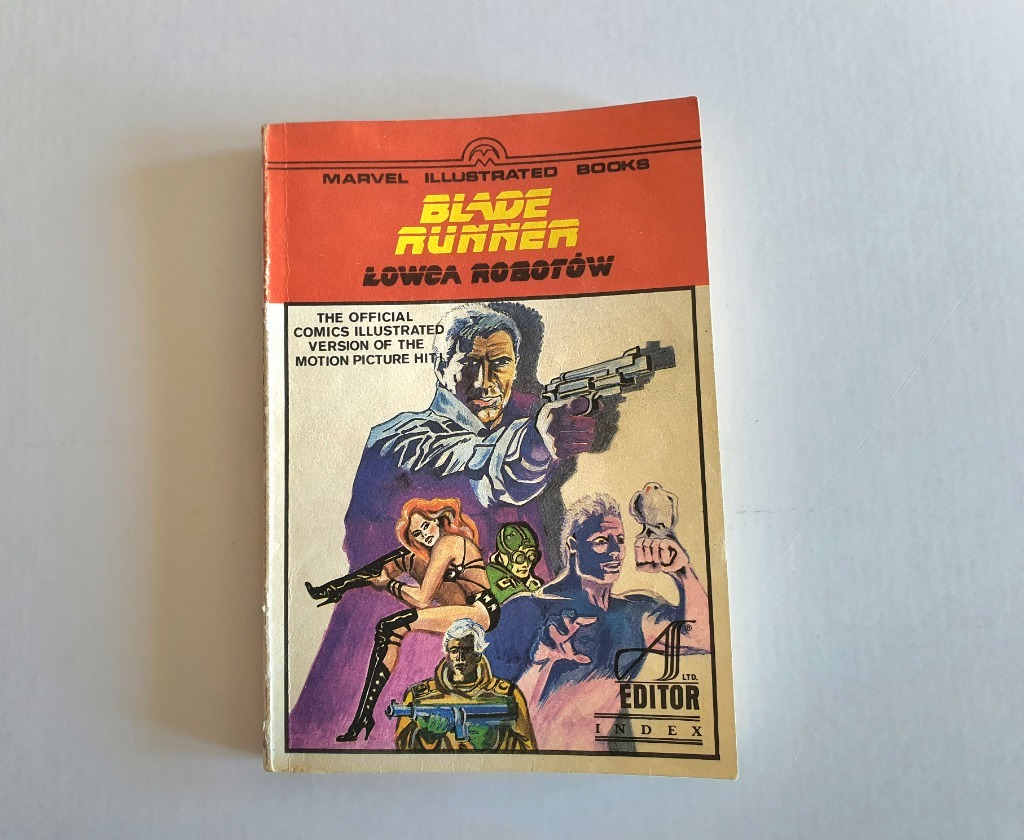 MARVEL ILLUSTRATED BOOKS
BLADE
RUNNER
ŁOWCA ROBOTÓW
THE OFFICIAL
COMICS ILLUSTRATED
VERSION OF THE
MOTION PICTURE HIT!
® 
LTD.
EDITOR
INDEX